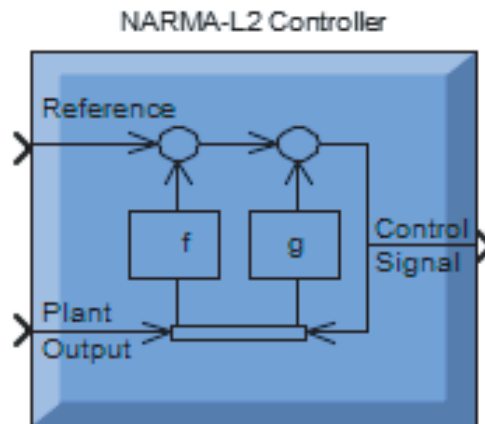 NARMA-L2 Controller
Reference
f
g
Control
Signal
Plant
Output